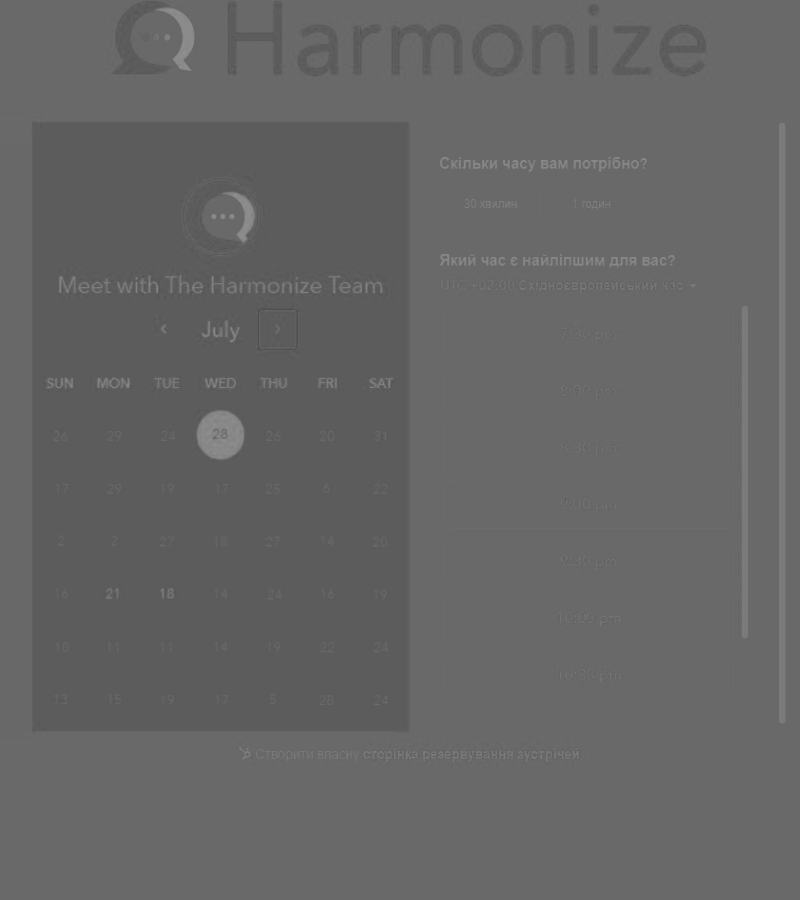 Harmonize
Meet with The Harmonize Team
July
SUN MON TUE WED THU FRI SAT
26 29 24 28 26 20 31
17 29 19 17 25 6 22
2 2 27 18 27 14 20
16 21 18 14 24 16 19
10 11 11 14 19 22 24
13 15 19 17 5 28 24
Скільки часу вам потрібно?
30 хвилин 1 годин
Який час є найліпшим для вас?
UTC +02:00 Східноєвропейський час
7:30 pm
8:30 pm
9:00 pm
9:30 pm
10:00 pm
10:30 pm
Створити власну сторінка резервування зустрічей